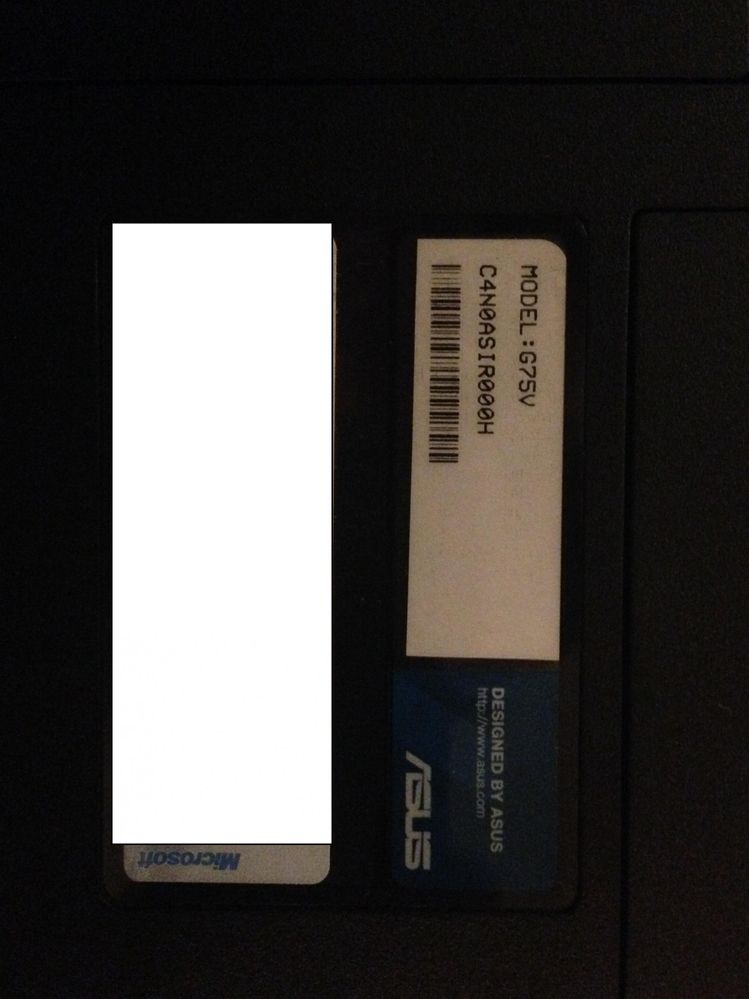 MODEL:G75V
C4N0ASIR000H
DESIGNED BY ASUS
http://www.asus.com
ASUS
Microsoft